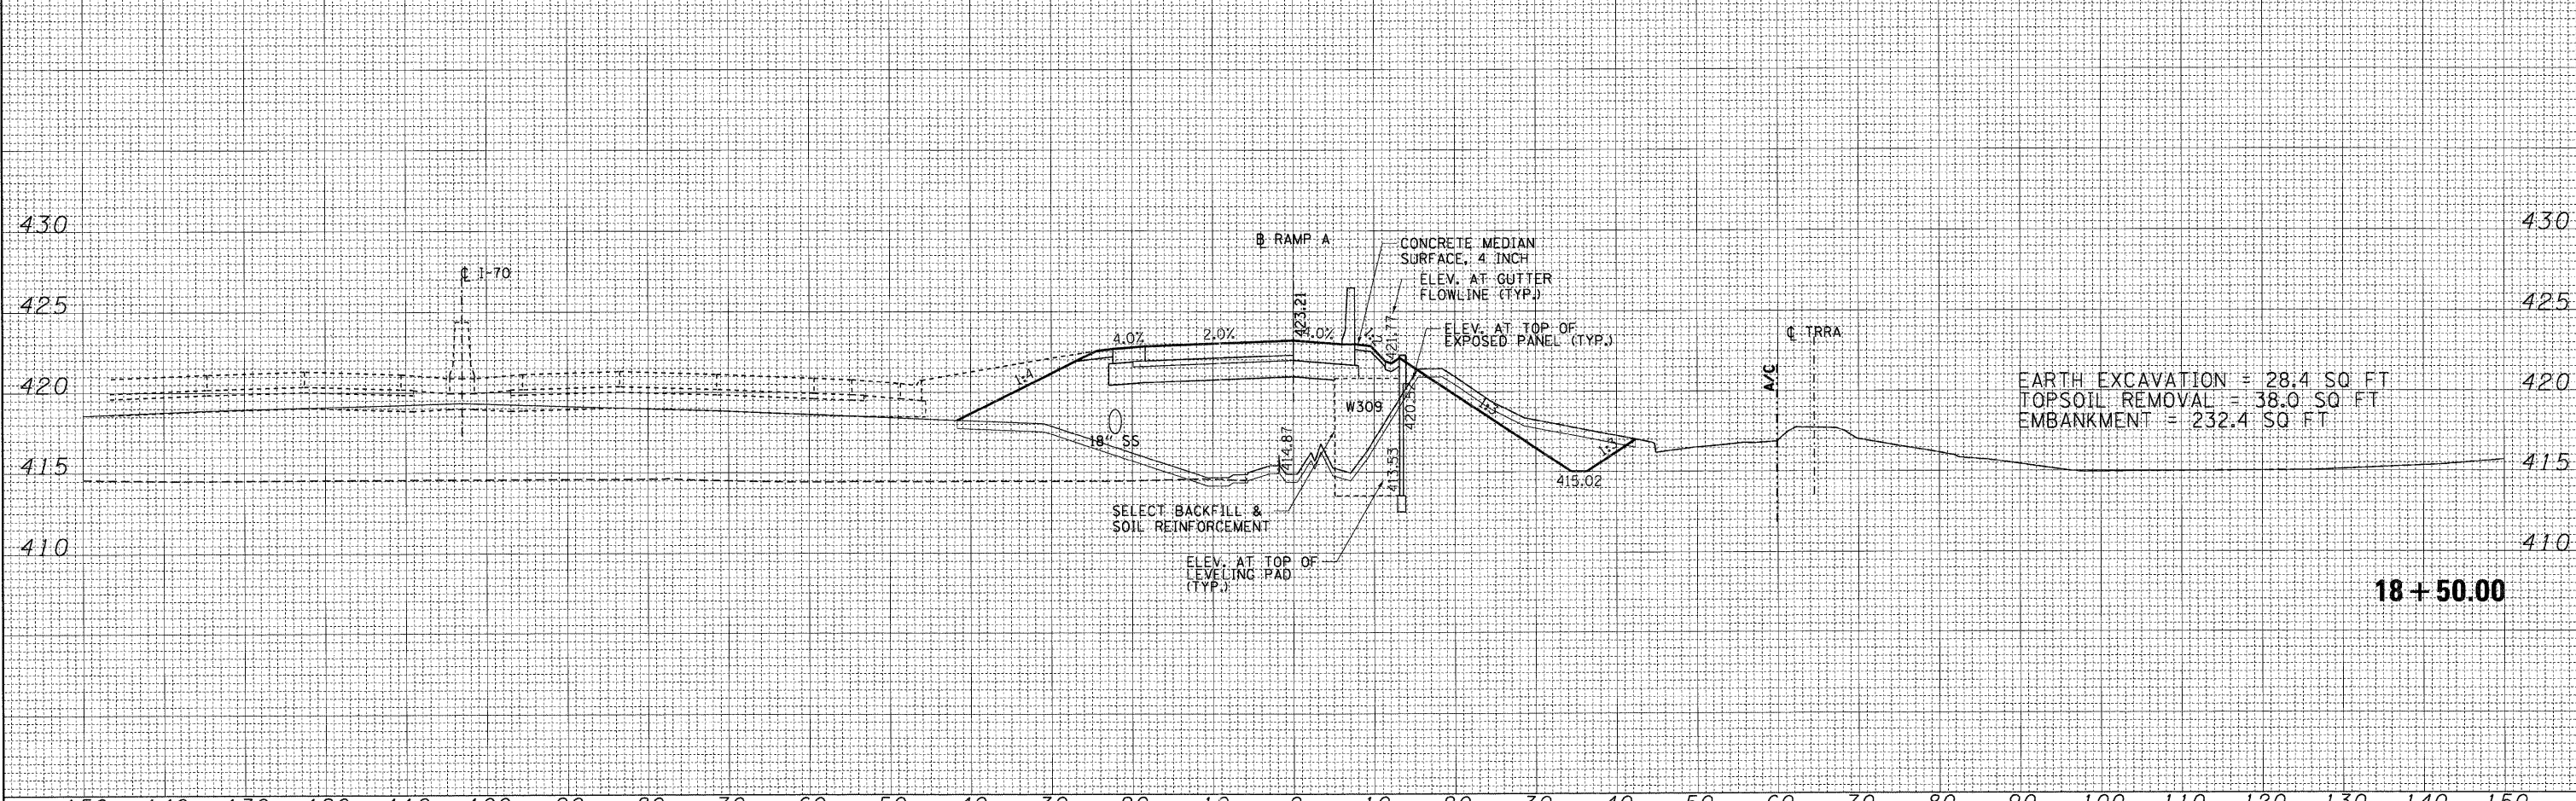 430
430
℄ I-70
B RAMP A
CONCRETE MEDIAN
SURFACE, 4 INCH
ELEV. AT GUTTER
FLOWLINE (TYP.)
425
425
423.21
4.0%
2.0%
4.0%
421.77
ELEV. AT TOP OF
EXPOSED PANEL (TYP.)
℄ TRRA
420
420
1:4
A/C
EARTH EXCAVATION = 28.4 SQ FT
TOPSOIL REMOVAL = 38.0 SQ FT
EMBANKMENT = 232.4 SQ FT
W309
1:3
18" SS
414.87
415
415
413.53
415.02
SELECT BACKFILL &
SOIL REINFORCEMENT
410
410
ELEV. AT TOP OF
LEVELING PAD
(TYP.)
18 + 50.00